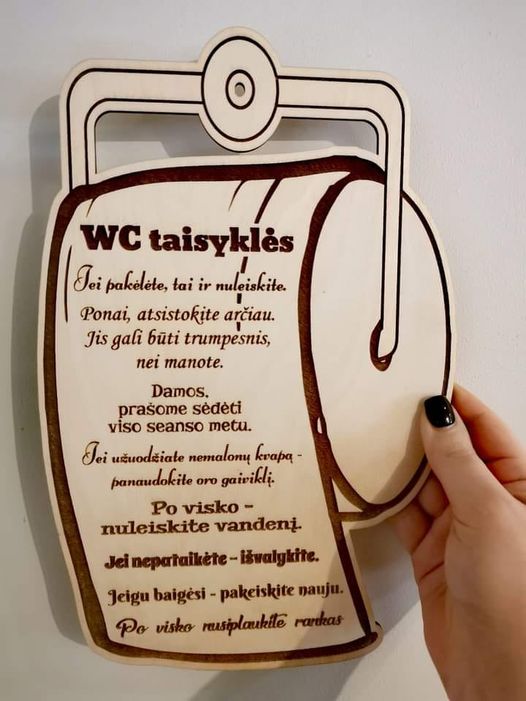 WC taisyklės
Jei pakėlėte, tai ir nuleiskite.
Ponai, atsistokite arčiau.
Jis gali būti trumpesnis,
nei manote.
Damos,
prašome sėdėti
viso seanso metu.
Jei užuodžiate nemalonų kvapą -
panaudokite oro gaiviklį.
Po visko -
nuleiskite vandenį.
Jei nepataikėte - išvalykite.
Jeigu baigėsi - pakeiskite nauju.
Po visko nusiplaukite rankas